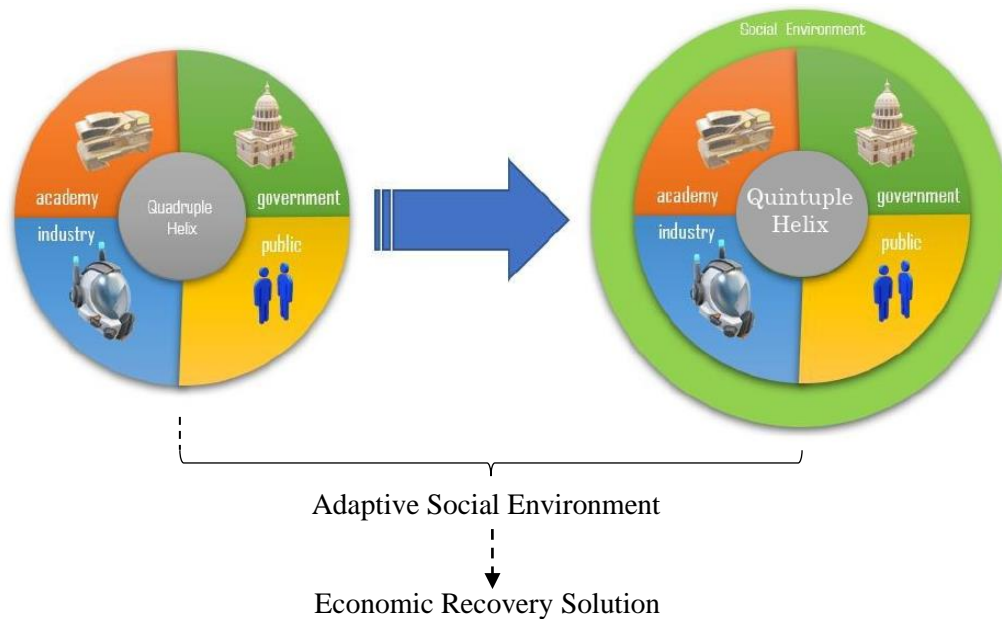 academy
government
Quadruple
Helix
industry
public
Social Environment
academy
government
Quintuple
Helix
industry
public
Adaptive Social Environment
Economic Recovery Solution